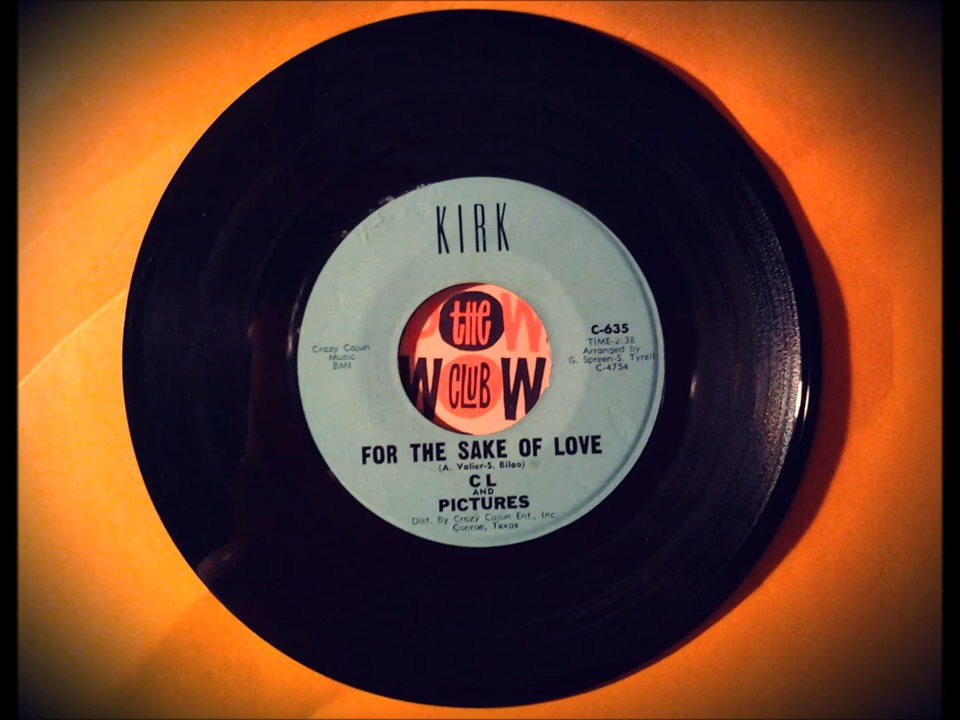 KIRK
Crazy Cajun
Music
BMI
C-635
TIME-2:38
Arranged by
G. Spreen-S. Tyrell
C-4754
the
WOW
CLUB
FOR THE SAKE OF LOVE
(A. Valier-S. Bilao)
C L
AND
PICTURES
Dist. By Crazy Cajun Ent., Inc.
Conroe, Texas